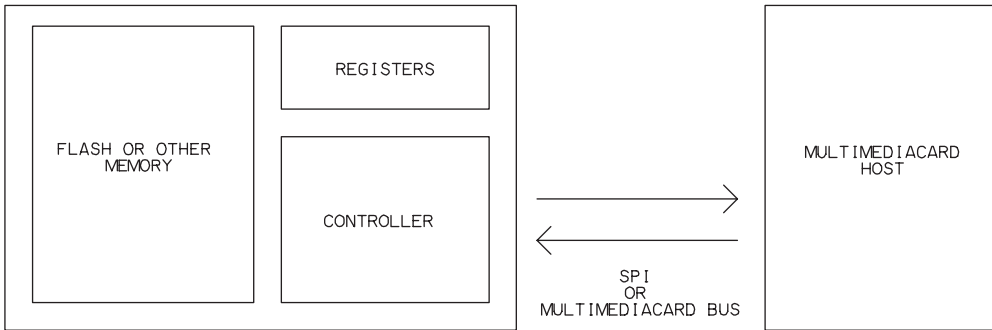 REGISTERS
FLASH OR OTHER
MEMORY
CONTROLLER
SPI
OR
MULTIMEDIACARD BUS
MULTIMEDIACARD
HOST